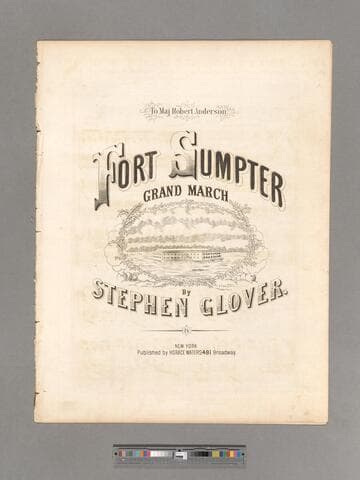 To Maj Robert Anderson
FORT SUMPTER
GRAND MARCH
BY
STEPHEN GLOVER.
NEW YORK
Published by HORACE WATERS 481 Broadway